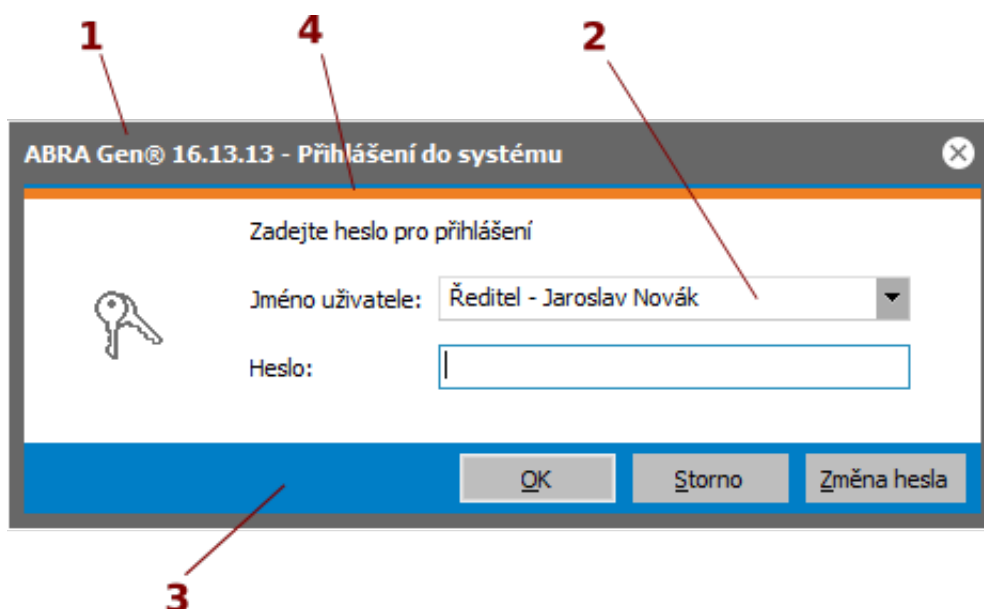 1 4 2
ABRA Gen® 16.13.13 - Přihlášení do systému
Zadejte heslo pro přihlášení
Jméno uživatele: Ředitel - Jaroslav Novák
Heslo:
OK Storno Změna hesla
3